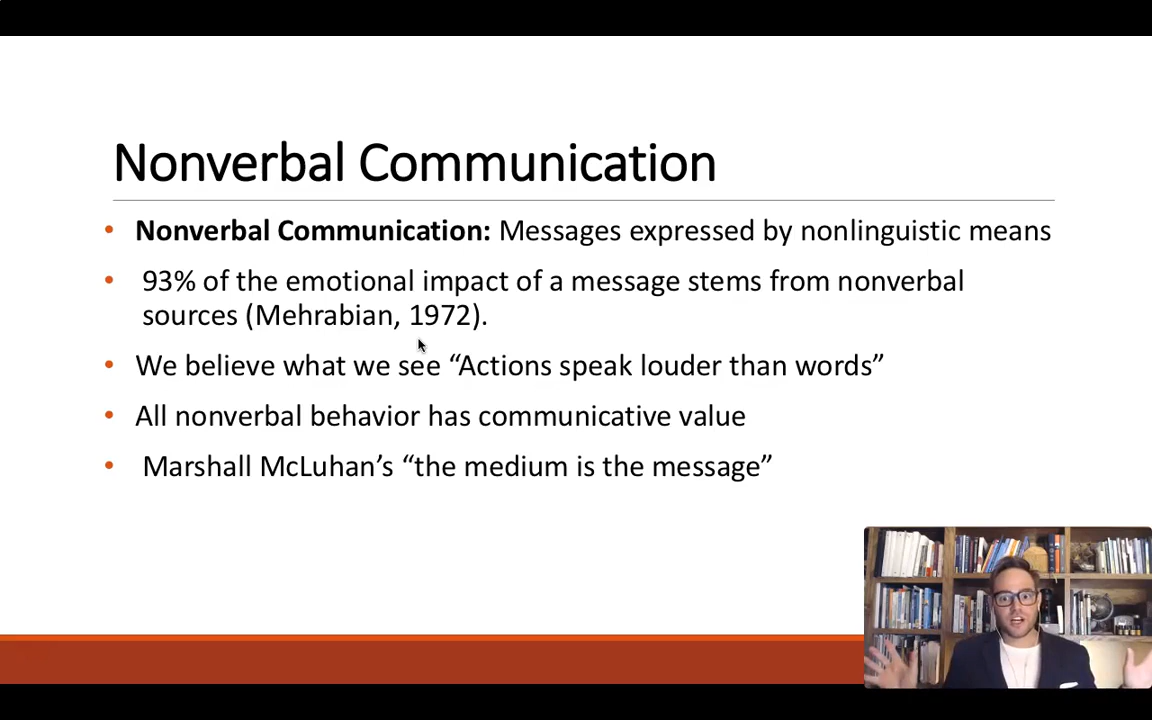 Nonverbal Communication
• Nonverbal Communication: Messages expressed by nonlinguistic means
• 93% of the emotional impact of a message stems from nonverbal
sources (Mehrabian, 1972).
• We believe what we see “Actions speak louder than words”
• All nonverbal behavior has communicative value
• Marshall McLuhan’s “the medium is the message”